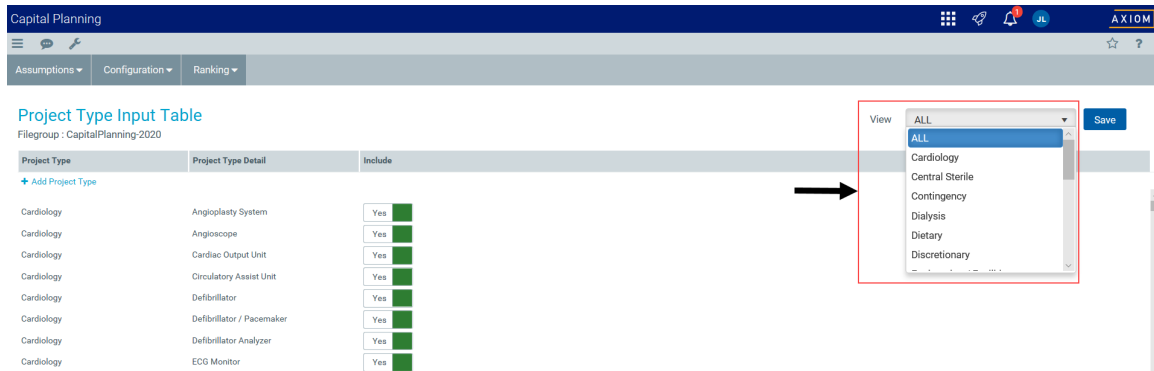 Capital Planning
1
JL
AXIOM
?
Assumptions
Configuration
Ranking
Project Type Input Table
Filegroup : CapitalPlanning-2020
View
ALL
Save
ALL
Cardiology
Central Sterile
Contingency
Dialysis
Dietary
Discretionary
Project Type Project Type Detail Include
+ Add Project Type
Cardiology Angioplasty System Yes
Cardiology Angioscope Yes
Cardiology Cardiac Output Unit Yes
Cardiology Circulatory Assist Unit Yes
Cardiology Defibrillator Yes
Cardiology Defibrillator / Pacemaker Yes
Cardiology Defibrillator Analyzer Yes
Cardiology ECG Monitor Yes